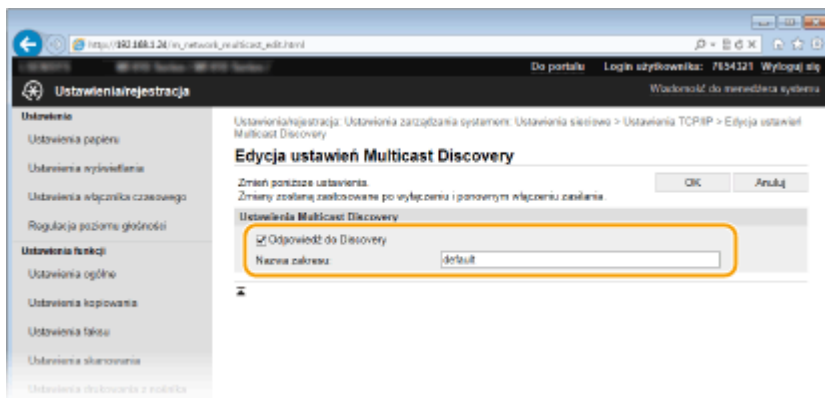 http://192.168.1.24/m_network_multicast_edit.html
Do portalu Login użytkownika: 7654321 Wyloguj się
Ustawienia/rejestracja
Wiadomość do menedżera systemu
Ustawienia
Ustawienia papieru
Ustawienia wyświetlania
Ustawienia włącznika czasowego
Regulacja poziomu głośności
Ustawienia funkcji
Ustawienia ogólne
Ustawienia kopiowania
Ustawienia faksu
Ustawienia skanowania
Ustawienia drukowania z nośnika
Ustawienia/rejestracja: Ustawienia zarządzania systemem: Ustawienia sieciowe > Ustawienia TCP/IP > Edycja ustawień
Multicast Discovery
Edycja ustawień Multicast Discovery
Zmień poniższe ustawienia.
Zmiany zostaną zastosowane po wyłączeniu i ponownym włączeniu zasilania.
OK Anuluj
Ustawienia Multicast Discovery
Odpowiedź do Discovery
Nazwa zakresu: default